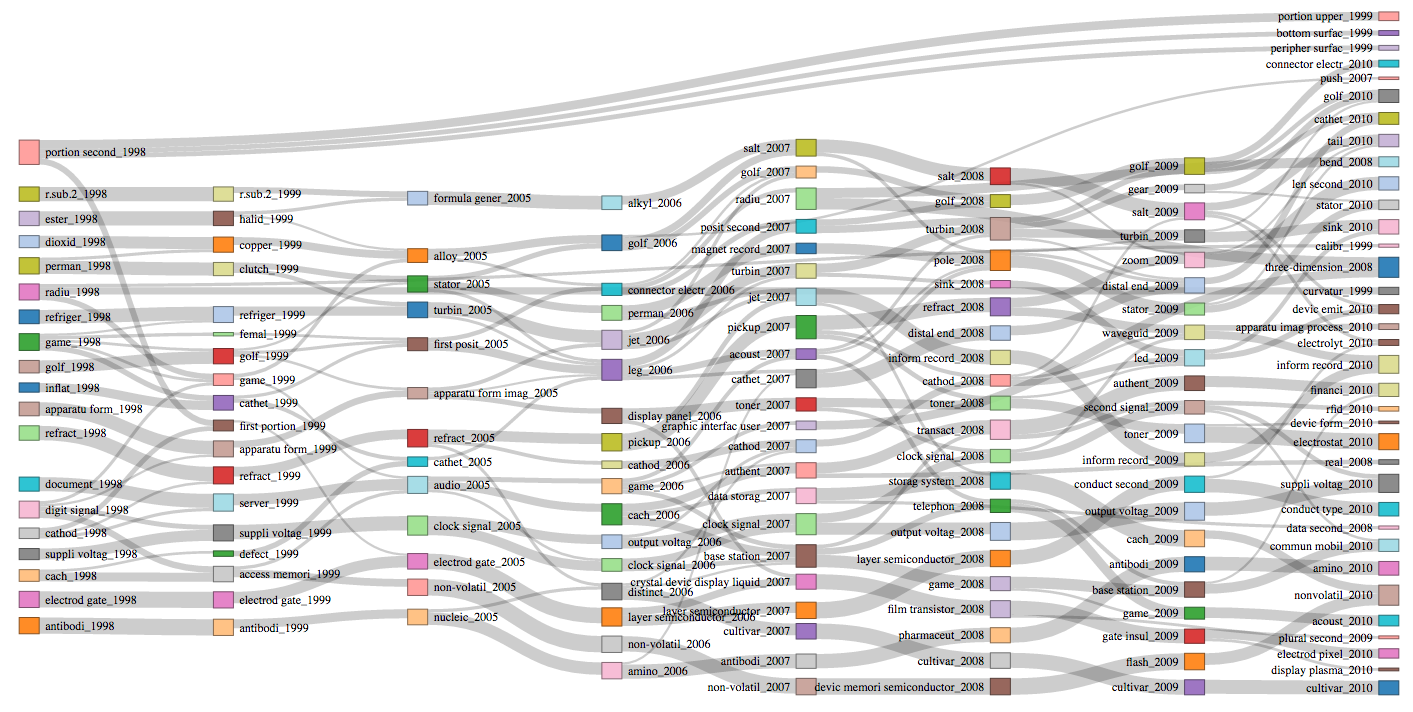 portion second_1998
r.sub.2_1998
ester_1998
dioxid_1998
perman_1998
radiu_1998
refriger_1998
game_1998
golf_1998
inflat_1998
apparatu form_1998
refract_1998
document_1998
digit signal_1998
cathod_1998
suppli voltag_1998
cach_1998
electrod gate_1998
antibodi_1998
r.sub.2_1999
halid_1999
copper_1999
clutch_1999
refriger_1999
femal_1999
golf_1999
game_1999
cathet_1999
first portion_1999
apparatu form_1999
refract_1999
server_1999
suppli voltag_1999
defect_1999
access memori_1999
electrod gate_1999
antibodi_1999
formula gener_2005
alloy_2005
stator_2005
turbin_2005
first posit_2005
apparatu form imag_2005
refract_2005
cathet_2005
audio_2005
clock signal_2005
electrod gate_2005
non-volatil_2005
nucleic_2005
alkyl_2006
golf_2006
connector electr_2006
perman_2006
jet_2006
leg_2006
display panel_2006
pickup_2006
cathod_2006
game_2006
cach_2006
output voltag_2006
clock signal_2006
distinct_2006
layer semiconductor_2006
non-volatil_2006
amino_2006
salt_2007
golf_2007
radiu_2007
posit second_2007
magnet record_2007
turbin_2007
jet_2007
pickup_2007
acoust_2007
cathet_2007
toner_2007
graphic interfac user_2007
cathod_2007
authent_2007
data storag_2007
clock signal_2007
base station_2007
crystal devic display liquid_2007
layer semiconductor_2007
cultivar_2007
antibodi_2007
non-volatil_2007
salt_2008
golf_2008
turbin_2008
pole_2008
sink_2008
refract_2008
distal end_2008
inform record_2008
cathod_2008
toner_2008
transact_2008
clock signal_2008
storag system_2008
telephon_2008
output voltag_2008
layer semiconductor_2008
game_2008
film transistor_2008
pharmaceut_2008
cultivar_2008
devic memori semiconductor_2008
golf_2009
gear_2009
salt_2009
turbin_2009
zoom_2009
distal end_2009
stator_2009
waveguid_2009
led_2009
authent_2009
second signal_2009
toner_2009
inform record_2009
conduct second_2009
output voltag_2009
cach_2009
antibodi_2009
base station_2009
game_2009
gate insul_2009
flash_2009
cultivar_2009
portion upper_1999
bottom surfac_1999
peripher surfac_1999
connector electr_2010
push_2007
golf_2010
cathet_2010
tail_2010
bend_2008
len second_2010
stator_2010
sink_2010
calibr_1999
three-dimension_2008
curvatur_1999
devic emit_2010
apparatu imag process_2010
electrolyt_2010
inform record_2010
financi_2010
rfid_2010
devic form_2010
electrostat_2010
real_2008
suppli voltag_2010
conduct type_2010
data second_2008
commun mobil_2010
amino_2010
nonvolatil_2010
acoust_2010
plural second_2009
electrod pixel_2010
display plasma_2010
cultivar_2010